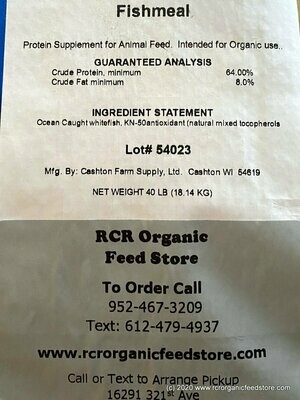 Fishmeal
Protein Supplement for Animal Feed. Intended for Organic use..
GUARANTEED ANALYSIS
Crude Protein, minimum 64.00%
Crude Fat minimum 6.0%
INGREDIENT STATEMENT
Ocean Caught whitefish, KN-50antioxidant (natural mixed tocopherols
Lot# 54023
Mfg. By: Cashton Farm Supply, Ltd. Cashton WI 54619
NET WEIGHT 40 LB (18.14 KG)
RCR Organic
Feed Store
To Order Call
952-467-3209
Text: 612-479-4937
www.rcrorganicfeedstore.com
Call or Text to Arrange Pickup
16291 321st Ave
(c) 2020 www.rcrorganicfeedstore.com